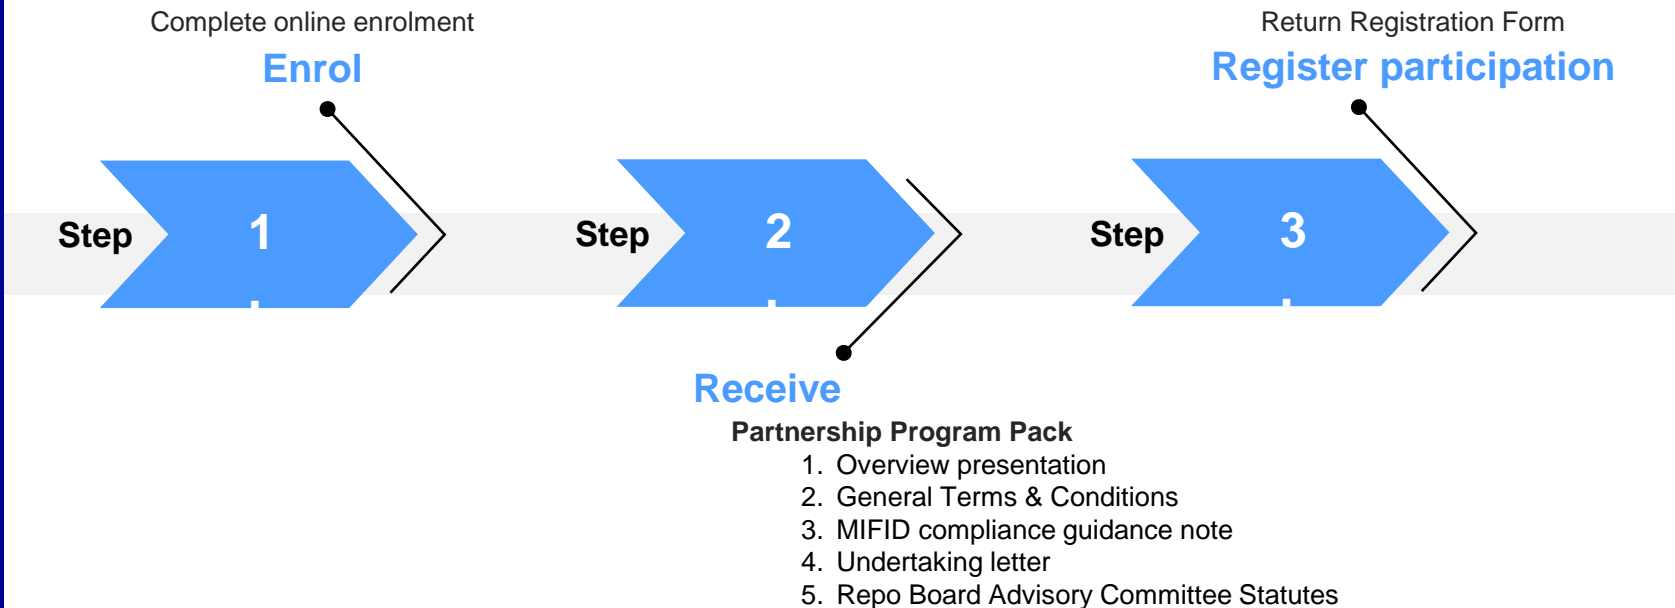 Complete online enrolment
Enrol
Return Registration Form
Register participation
Step 1
Step 2
Step 3
Receive
Partnership Program Pack
1. Overview presentation
2. General Terms & Conditions
3. MIFID compliance guidance note
4. Undertaking letter
5. Repo Board Advisory Committee Statutes